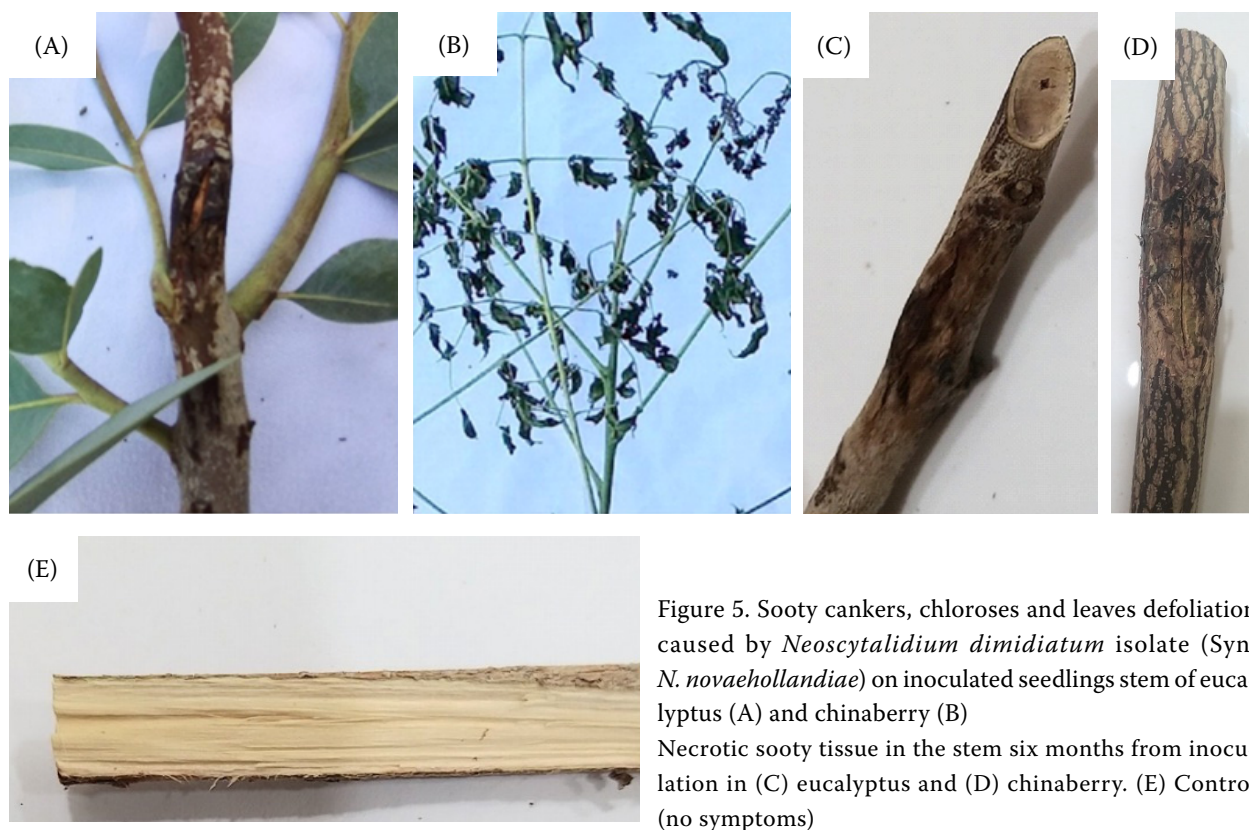 (A)
(B)
(C)
(D)
(E)
Figure 5. Sooty cankers, chloroses and leaves defoliation
caused by Neoscytalidium dimidiatum isolate (Syn
N. novaehollandiae) on inoculated seedlings stem of euca
lyptus (A) and chinaberry (B)
Necrotic sooty tissue in the stem six months from inocu
lation in (C) eucalyptus and (D) chinaberry. (E) Contro
(no symptoms)